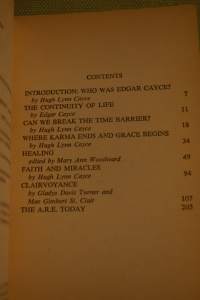 CONTENTS
INTRODUCTION: WHO WAS EDGAR CAYCE?
by Hugh Lynn Cayce 7
THE CONTINUITY OF LIFE
by Edgar Cayce 11
CAN WE BREAK THE TIME BARRIER?
by Hugh Lynn Cayce 18
WHERE KARMA ENDS AND GRACE BEGINS
by Hugh Lynn Cayce 34
HEALING
edited by Mary Ann Woodward 49
FAITH AND MIRACLES
by Hugh Lynn Cayce 94
CLAIRVOYANCE
by Gladys Davis Turner and
Mae Gimbert St. Clair 107
THE A.R.E. TODAY 205